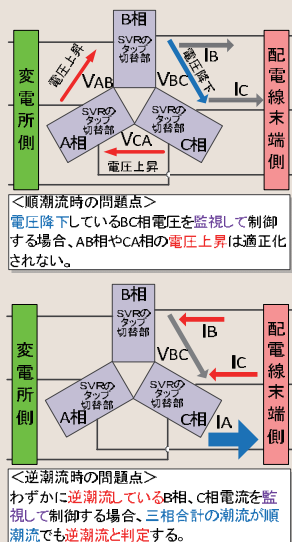 B相
電圧上昇
電圧降下
IB
VAB
VBC
IC
SVRの
タップ
切替部
変電所側
配電線末端側
SVRの
タップ
切替部
A相
SVRの
タップ
切替部
C相
VCA
電圧上昇
<順潮流時の問題点>
電圧降下しているBC相電圧を監視して制御
する場合、AB相やCA相の電圧上昇は適正化
されない。
B相
SVRの
タップ
切替部
IB
VBC
IC
変電所側
配電線末端側
SVRの
タップ
切替部
A相
SVRの
タップ
切替部
C相
IA
<逆潮流時の問題点>
わずかに逆潮流しているB相、C相電流を監
視して制御する場合、三相合計の潮流が順
潮流でも逆潮流と判定する。